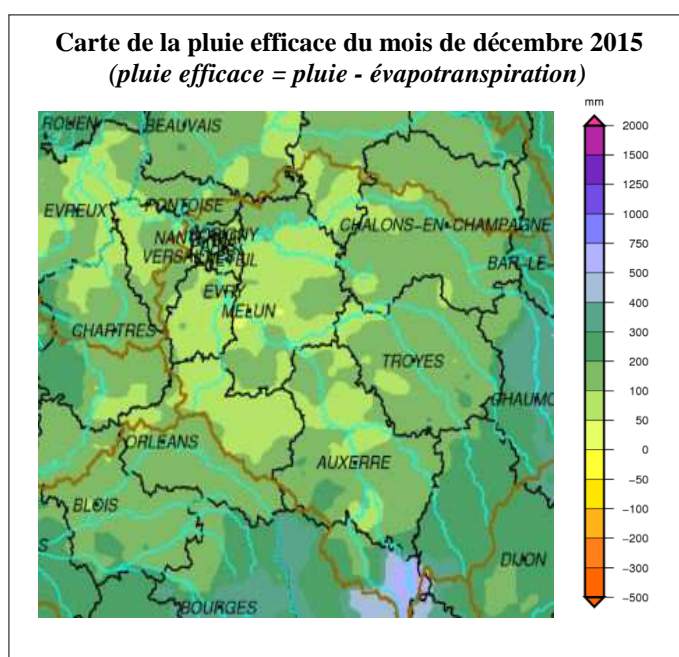 Carte de la pluie efficace du mois de décembre 2015
(pluie efficace = pluie - évapotranspiration)
mm
ROUEN
BEAUVAIS
EVREUX
PONTOISE
CHALONS-EN-CHAMPAGNE
BAR-LE-
EVRY
MELUN
CHARTRES
TROYES
CHAUMO
ORLEANS
AUXERRE
BLOIS
DIJON
BOURGES
2000
1500
1250
1000
750
500
400
300
200
100
50
0
-50
-100
-200
-300
-500